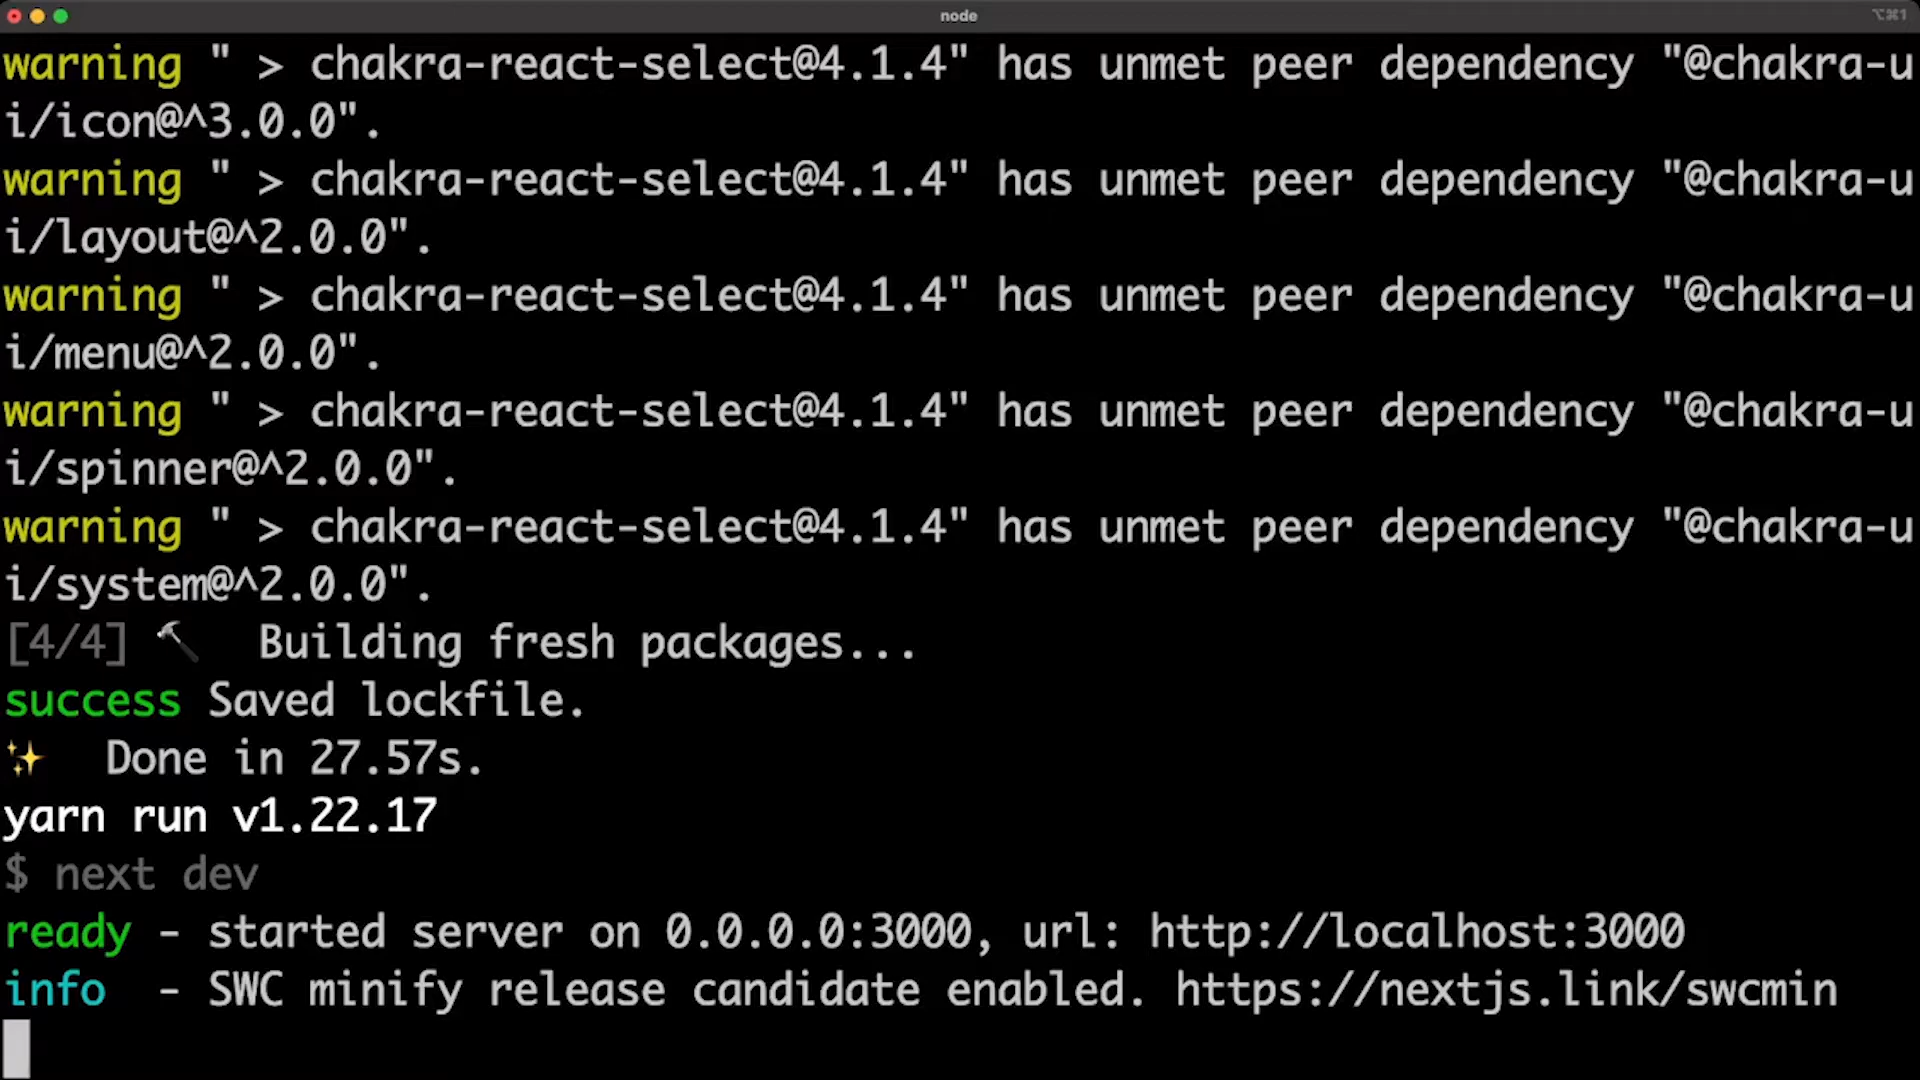 node
⌥⌘1
warning " > chakra-react-select@4.1.4" has unmet peer dependency "@chakra-u
i/icon@^3.0.0".
warning " > chakra-react-select@4.1.4" has unmet peer dependency "@chakra-u
i/layout@^2.0.0".
warning " > chakra-react-select@4.1.4" has unmet peer dependency "@chakra-u
i/menu@^2.0.0".
warning " > chakra-react-select@4.1.4" has unmet peer dependency "@chakra-u
i/spinner@^2.0.0".
warning " > chakra-react-select@4.1.4" has unmet peer dependency "@chakra-u
i/system@^2.0.0".
[4/4] 🔨  Building fresh packages...
success Saved lockfile.
✨  Done in 27.57s.
yarn run v1.22.17
$ next dev
ready - started server on 0.0.0.0:3000, url: http://localhost:3000
info  - SWC minify release candidate enabled. https://nextjs.link/swcmin